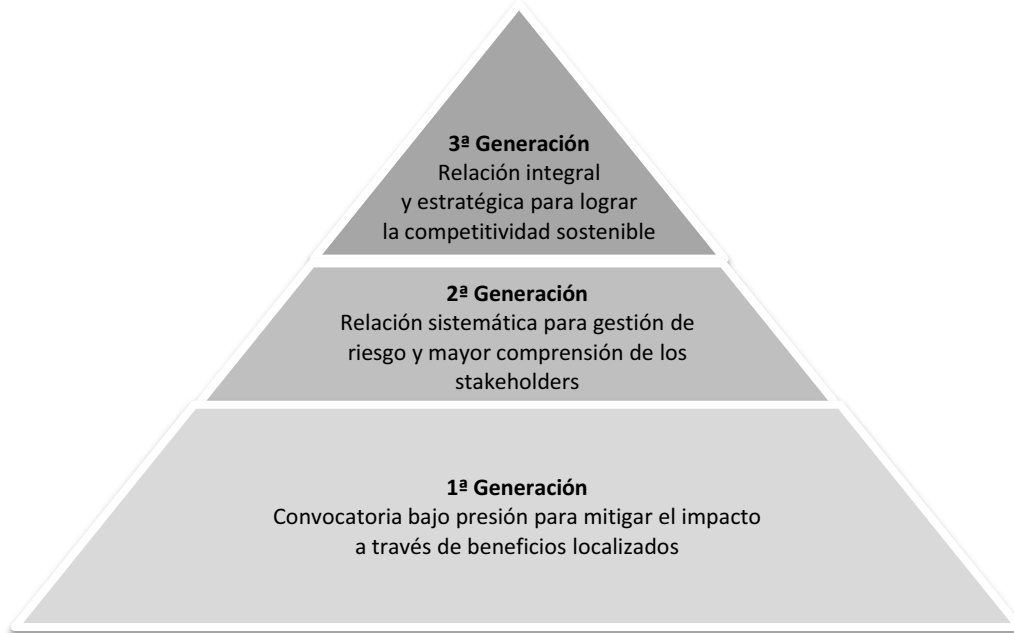 3ª Generación
Relación integral
y estratégica para lograr
la competitividad sostenible
2ª Generación
Relación sistemática para gestión de
riesgo y mayor comprensión de los
stakeholders
1ª Generación
Convocatoria bajo presión para mitigar el impacto
a través de beneficios localizados